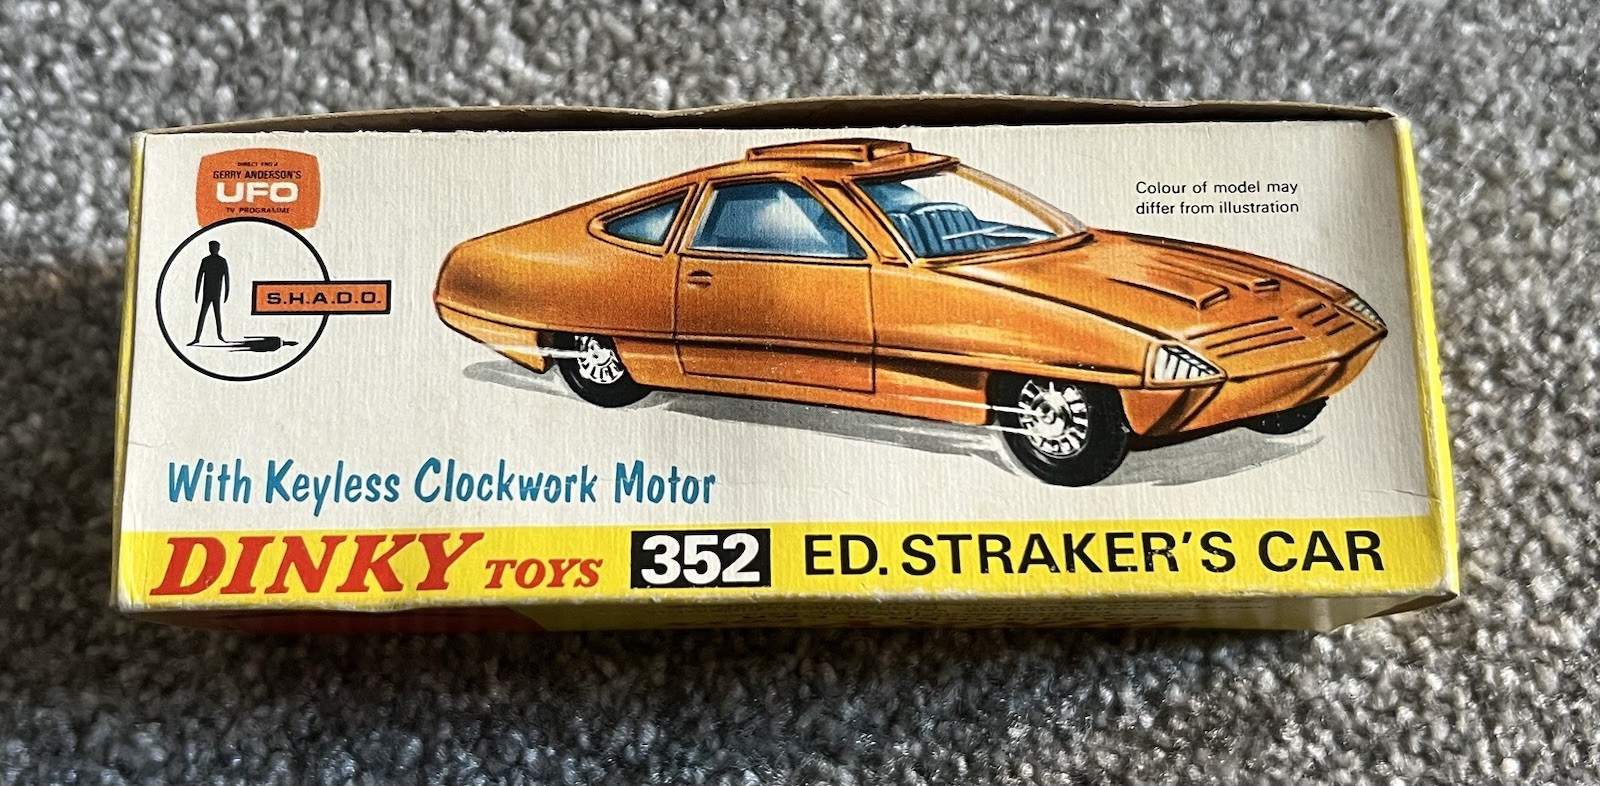 DIRECT FROM
GERRY ANDERSON'S
UFO
TV PROGRAMME
S.H.A.D.O.
Colour of model may
differ from illustration
With Keyless Clockwork Motor
DINKY TOYS 352 ED. STRAKER'S CAR